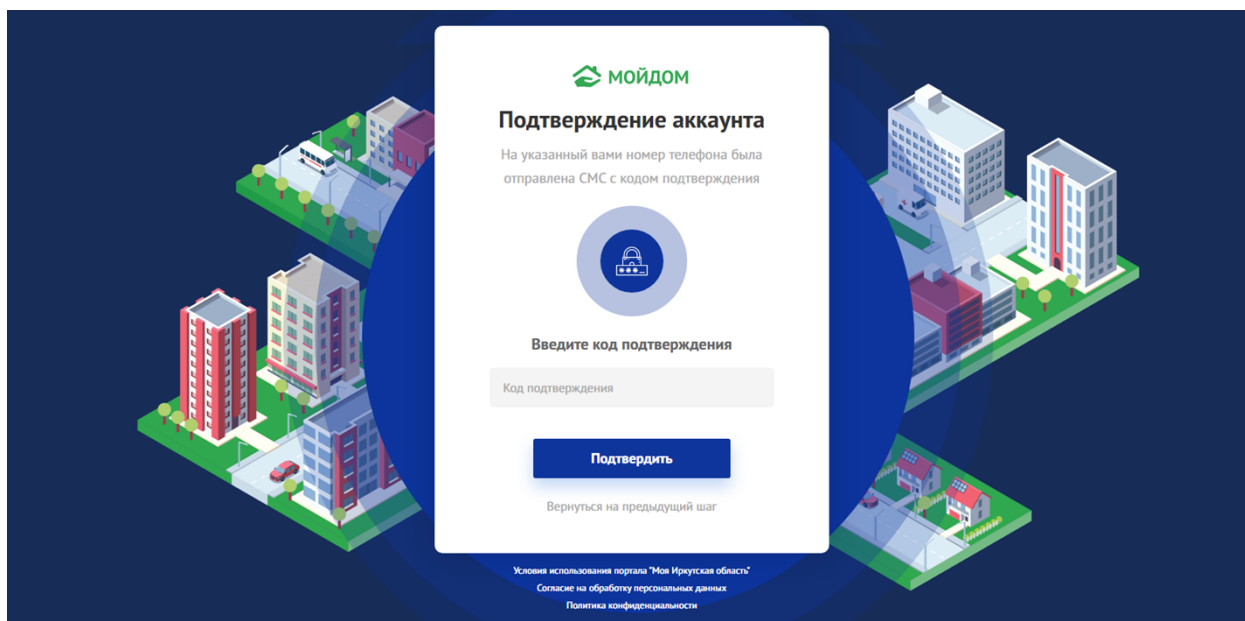 МОЙДОМ
Подтверждение аккаунта
На указанный вами номер телефона была
отправлена СМС с кодом подтверждения
Введите код подтверждения
Код подтверждения
Подтвердить
Вернуться на предыдущий шаг
Условия использования портала "Моя Иркутская область"
Согласие на обработку персональных данных
Политика конфиденциальности